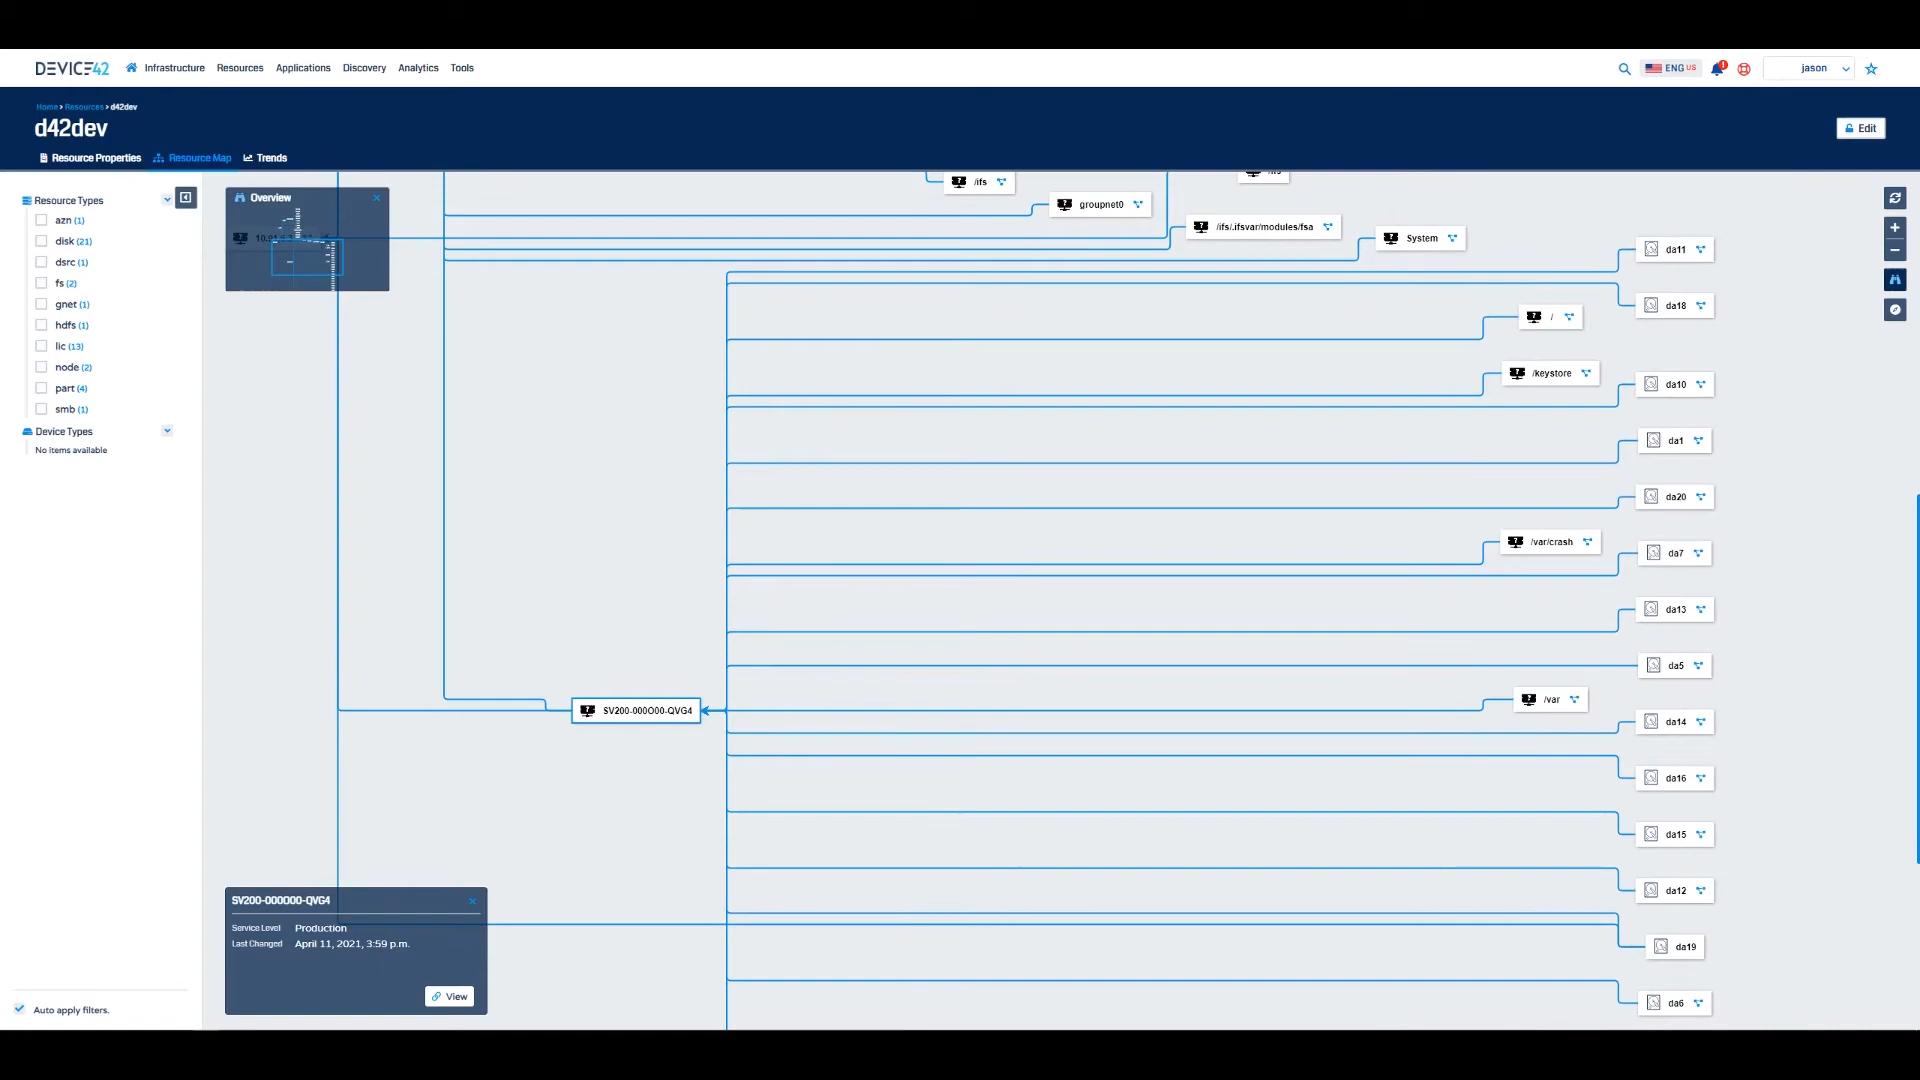 DEVICE42 Infrastructure Resources Applications Discovery Analytics Tools ENG US ! jason
Home > Resources > d42dev
d42dev
Edit
Resource Properties Resource Map Trends
Resource Types
azn (1)
disk (21)
dsrc (1)
fs (2)
gnet (1)
hdfs (1)
lic (13)
node (2)
part (4)
smb (1)
Device Types
No items available
Auto apply filters.
Overview
/ifs
groupnet0
/ifs/.ifsvar/modules/fsa
System
da11
da18
/
/keystore
da10
da1
da20
/var/crash
da7
da13
da5
/var
SV200-000O00-QVG4
da14
da16
da15
da12
da19
da6
SV200-000O00-QVG4
Service Level Production
Last Changed April 11, 2021, 3:59 p.m.
View